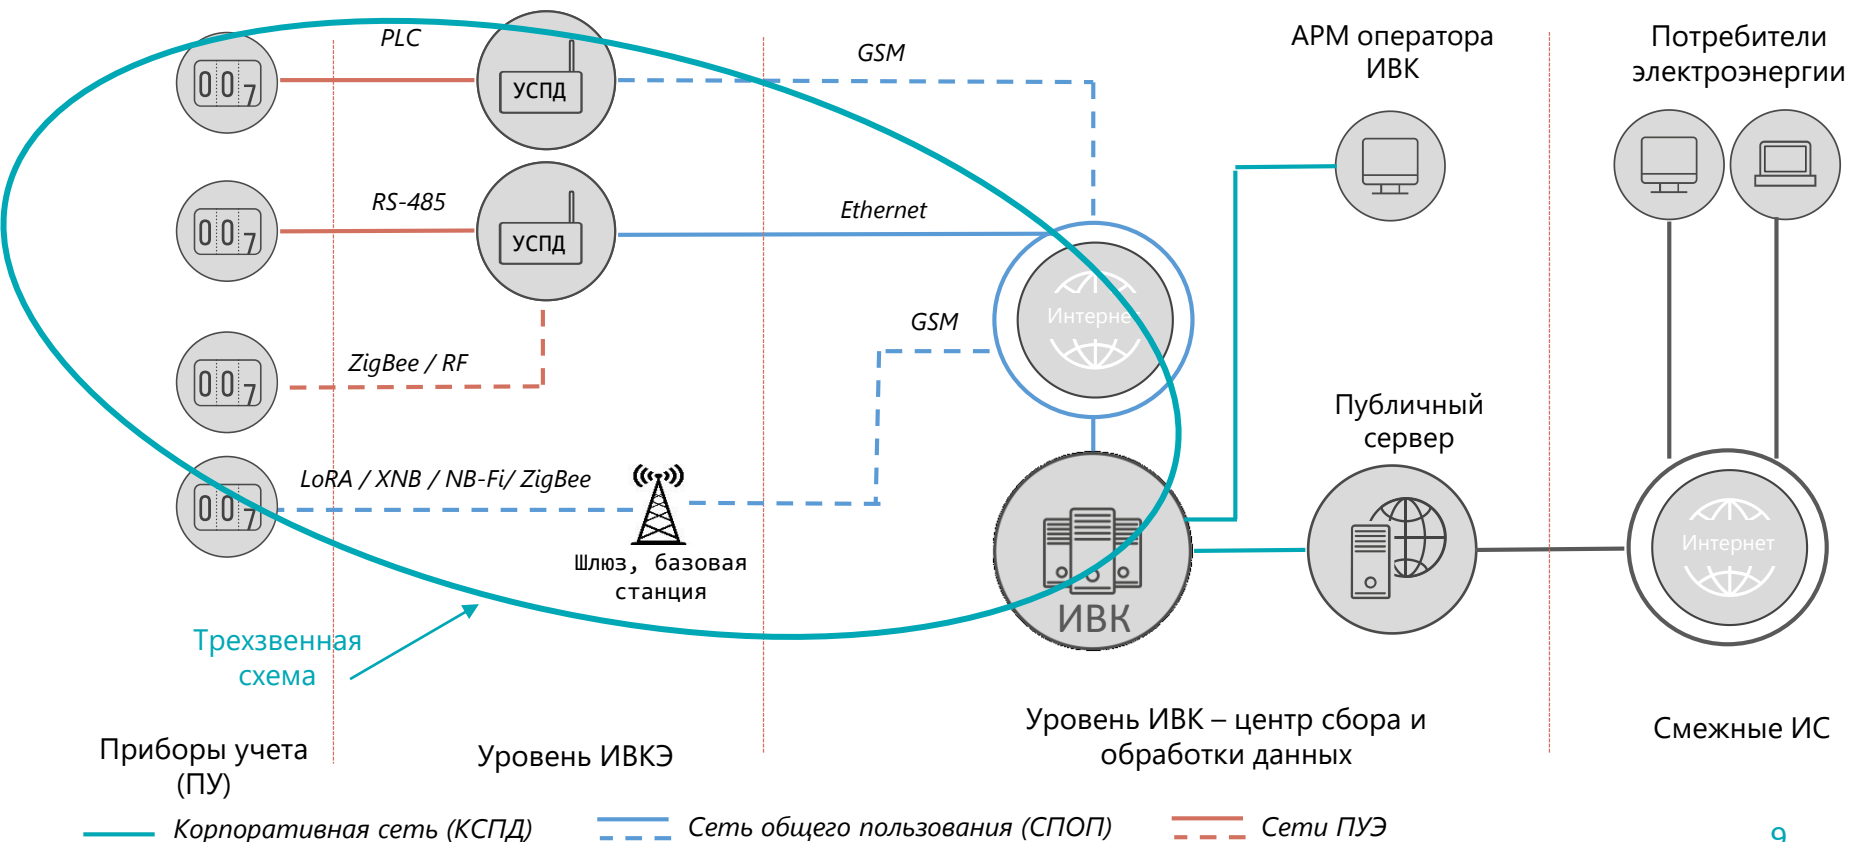 PLC
GSM
АРМ оператора
ИВК
Потребители
электроэнергии
007
УСПД
RS-485
Ethernet
007
УСПД
Интернет
GSM
ZigBee / RF
007
Публичный
сервер
LoRA / XNB / NB-Fi/ ZigBee
007
Шлюз, базовая
станция
ИВК
Интернет
Трехзвенная
схема
Приборы учета
(ПУ)
Уровень ИВКЭ
Уровень ИВК – центр сбора и
обработки данных
Смежные ИС
Корпоративная сеть (КСПД)
Сеть общего пользования (СПОП)
Сети ПУЭ
9